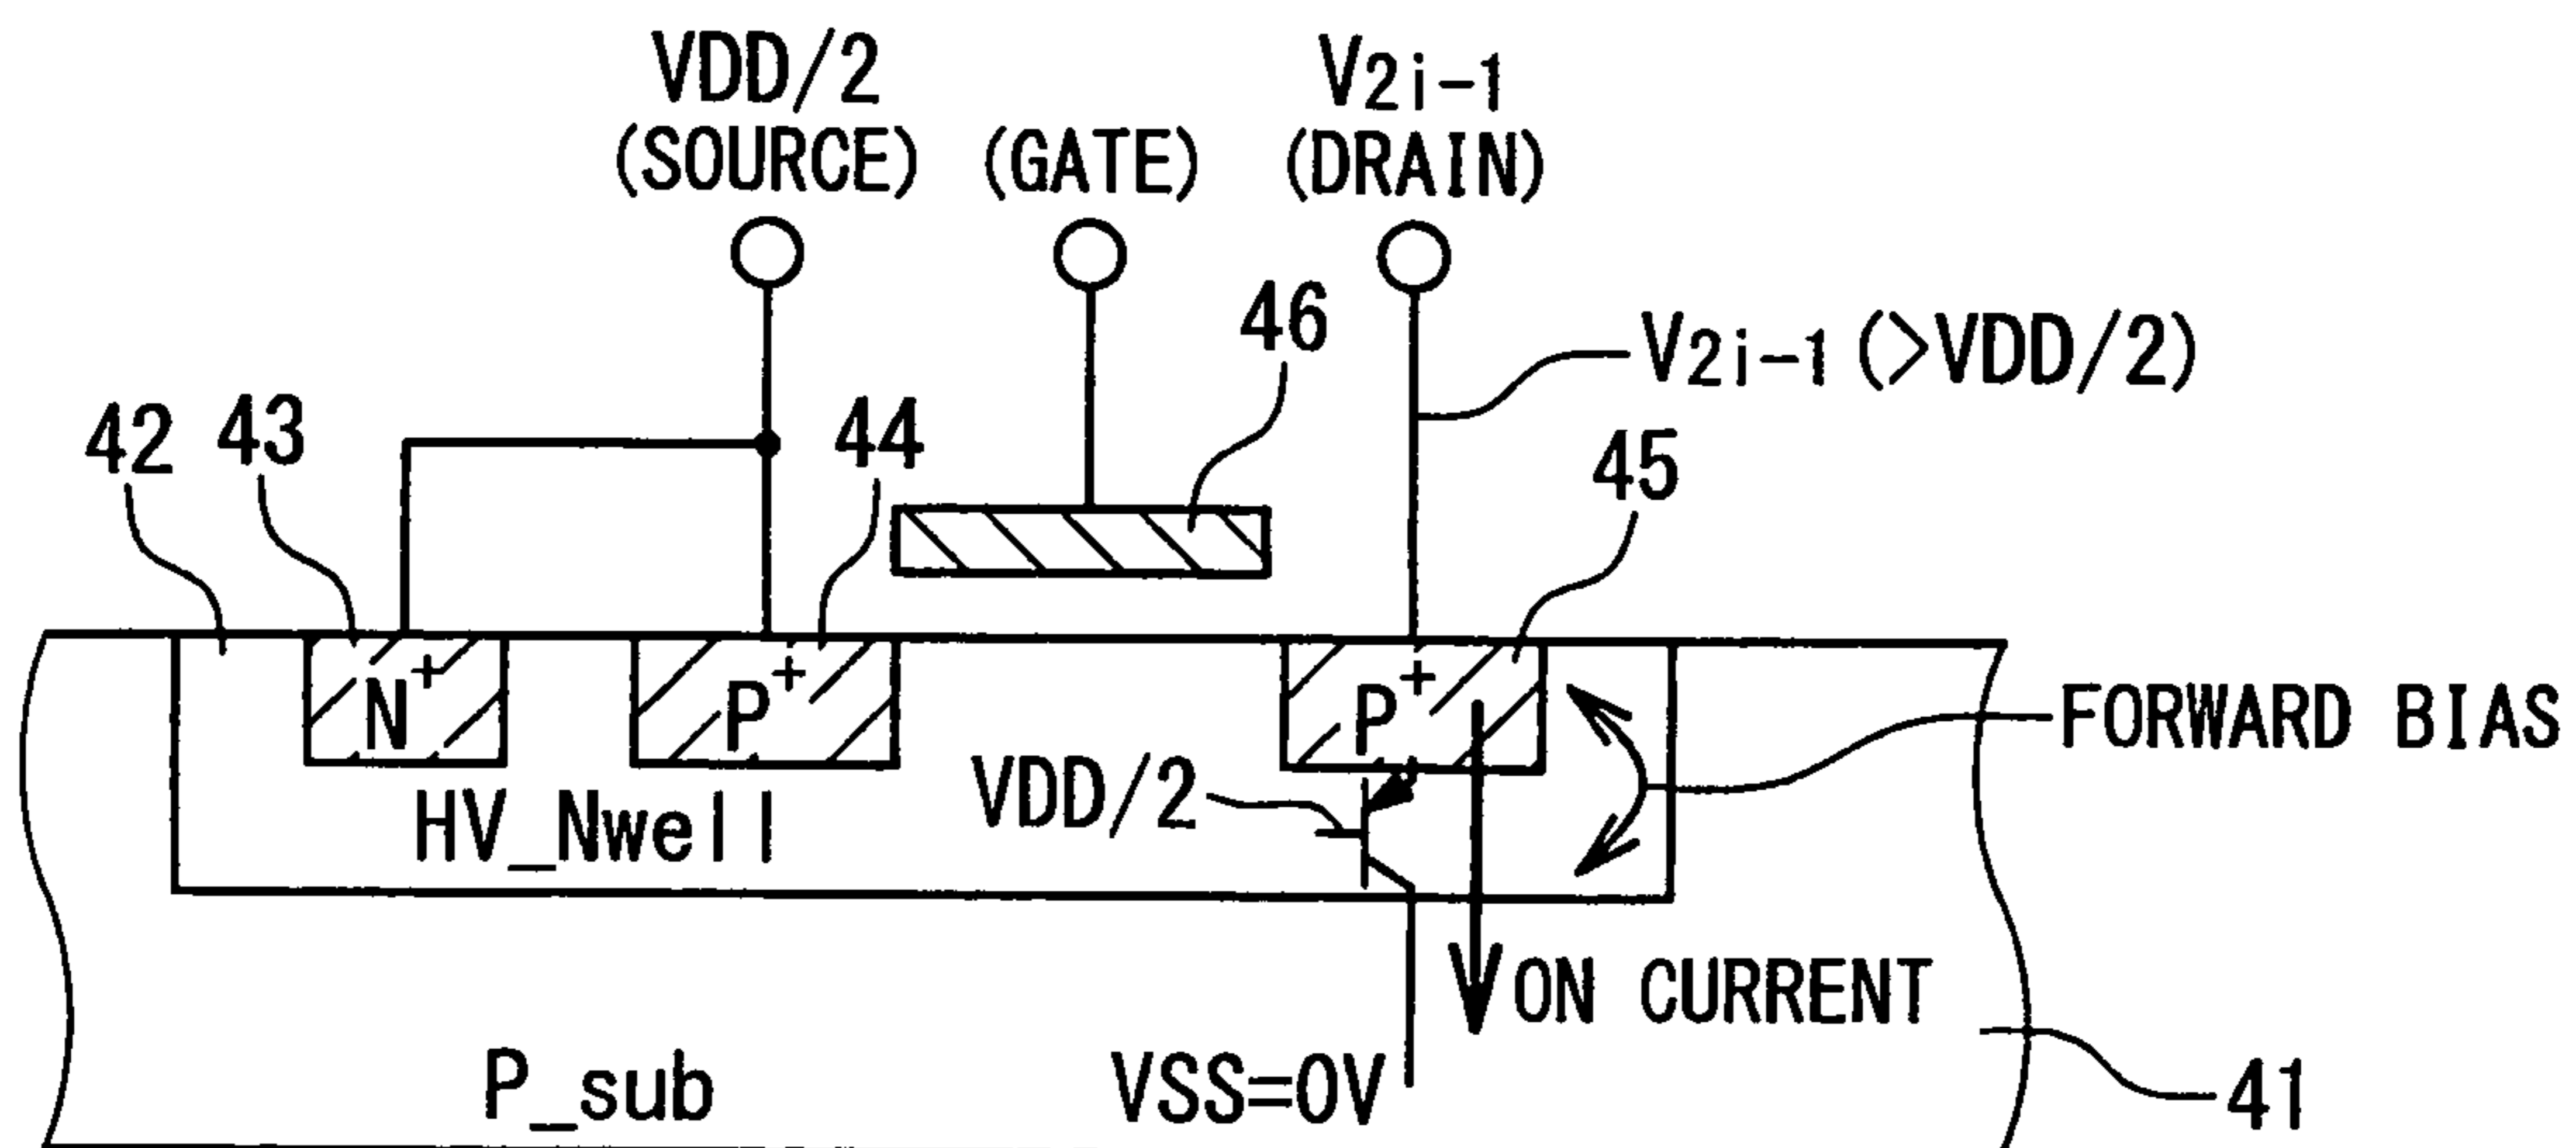 VDD/2
(SOURCE)
(GATE)
V2i-1
(DRAIN)
46
V2i-1 (>VDD/2)
42
43
44
45
N+
P+
P+
FORWARD BIAS
VDD/2
HV_Nwell
ON CURRENT
P_sub
VSS=0V
41